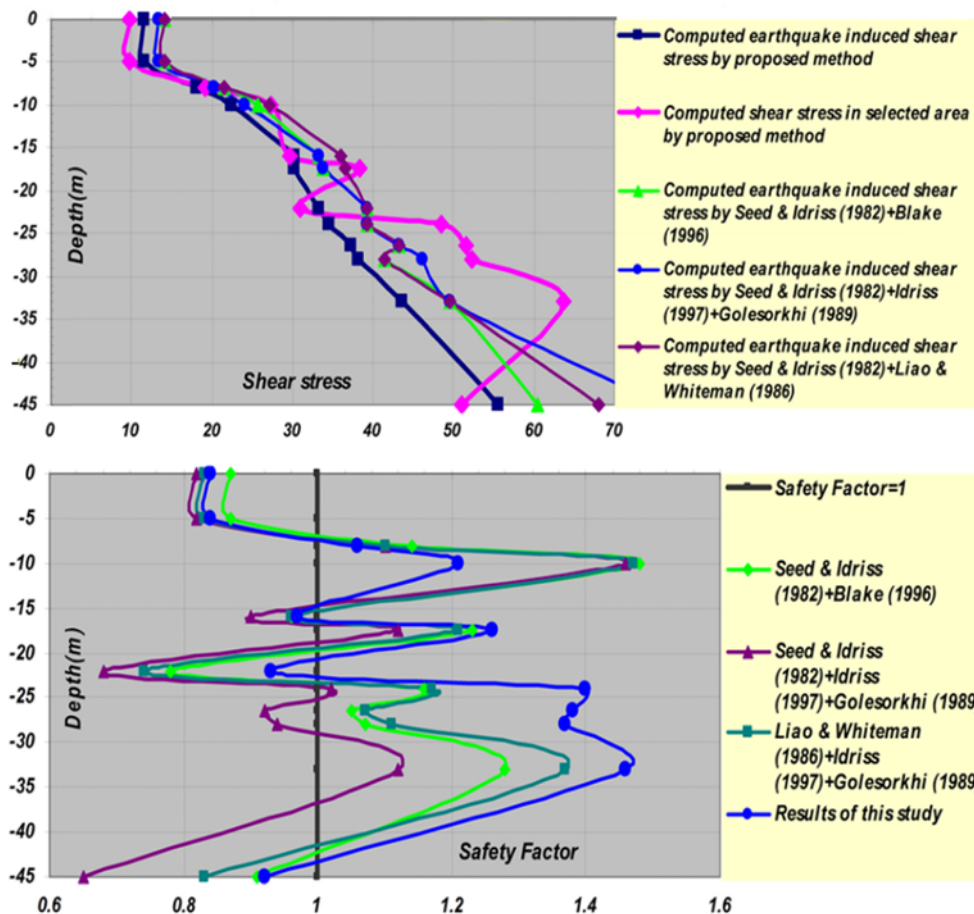 0
-5
-10
-15
-20
-25
-30
-35
-40
-45
Depth(m)
Shear stress
0
10
20
30
40
50
60
70
Computed earthquake induced shear
stress by proposed method
Computed shear stress in selected area
by proposed method
Computed earthquake induced shear
stress by Seed & Idriss (1982)+Blake
(1996)
Computed earthquake induced shear
stress by Seed & Idriss (1982)+Idriss
(1997)+Golesorkhi (1989)
Computed earthquake induced shear
stress by Seed & Idriss (1982)+Liao &
Whiteman (1986)
0
-5
-10
-15
-20
-25
-30
-35
-40
-45
Depth(m)
Safety Factor
0.6
0.8
1
1.2
1.4
1.6
Safety Factor=1
Seed & Idriss
(1982)+Blake (1996)
Seed & Idriss
(1982)+Idriss
(1997)+Golesorkhi (1989
Liao & Whiteman
(1986)+Idriss
(1997)+Golesorkhi (1989
Results of this study